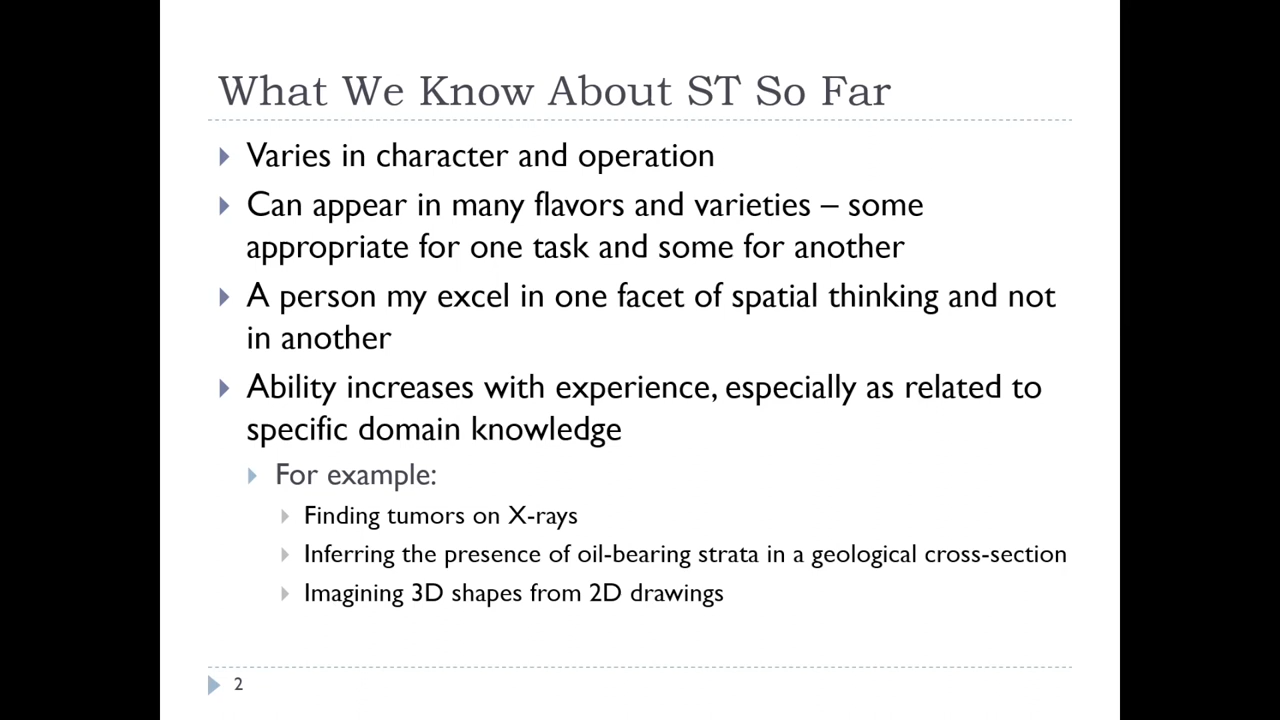 What We Know About ST So Far
Varies in character and operation
Can appear in many flavors and varieties – some
appropriate for one task and some for another
A person my excel in one facet of spatial thinking and not
in another
Ability increases with experience, especially as related to
specific domain knowledge
For example:
Finding tumors on X-rays
Inferring the presence of oil-bearing strata in a geological cross-section
Imagining 3D shapes from 2D drawings
2